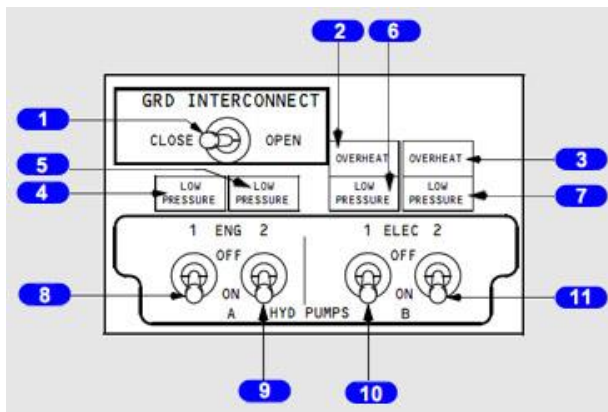 2
6
GRD INTERCONNECT
1
CLOSE
OPEN
5
OVERHEAT
OVERHEAT
3
4
LOW
PRESSURE
LOW
PRESSURE
LOW
PRESSURE
LOW
PRESSURE
7
1 ENG 2
1 ELEC 2
OFF
OFF
8
ON
ON
11
A
HYD PUMPS
B
9
10